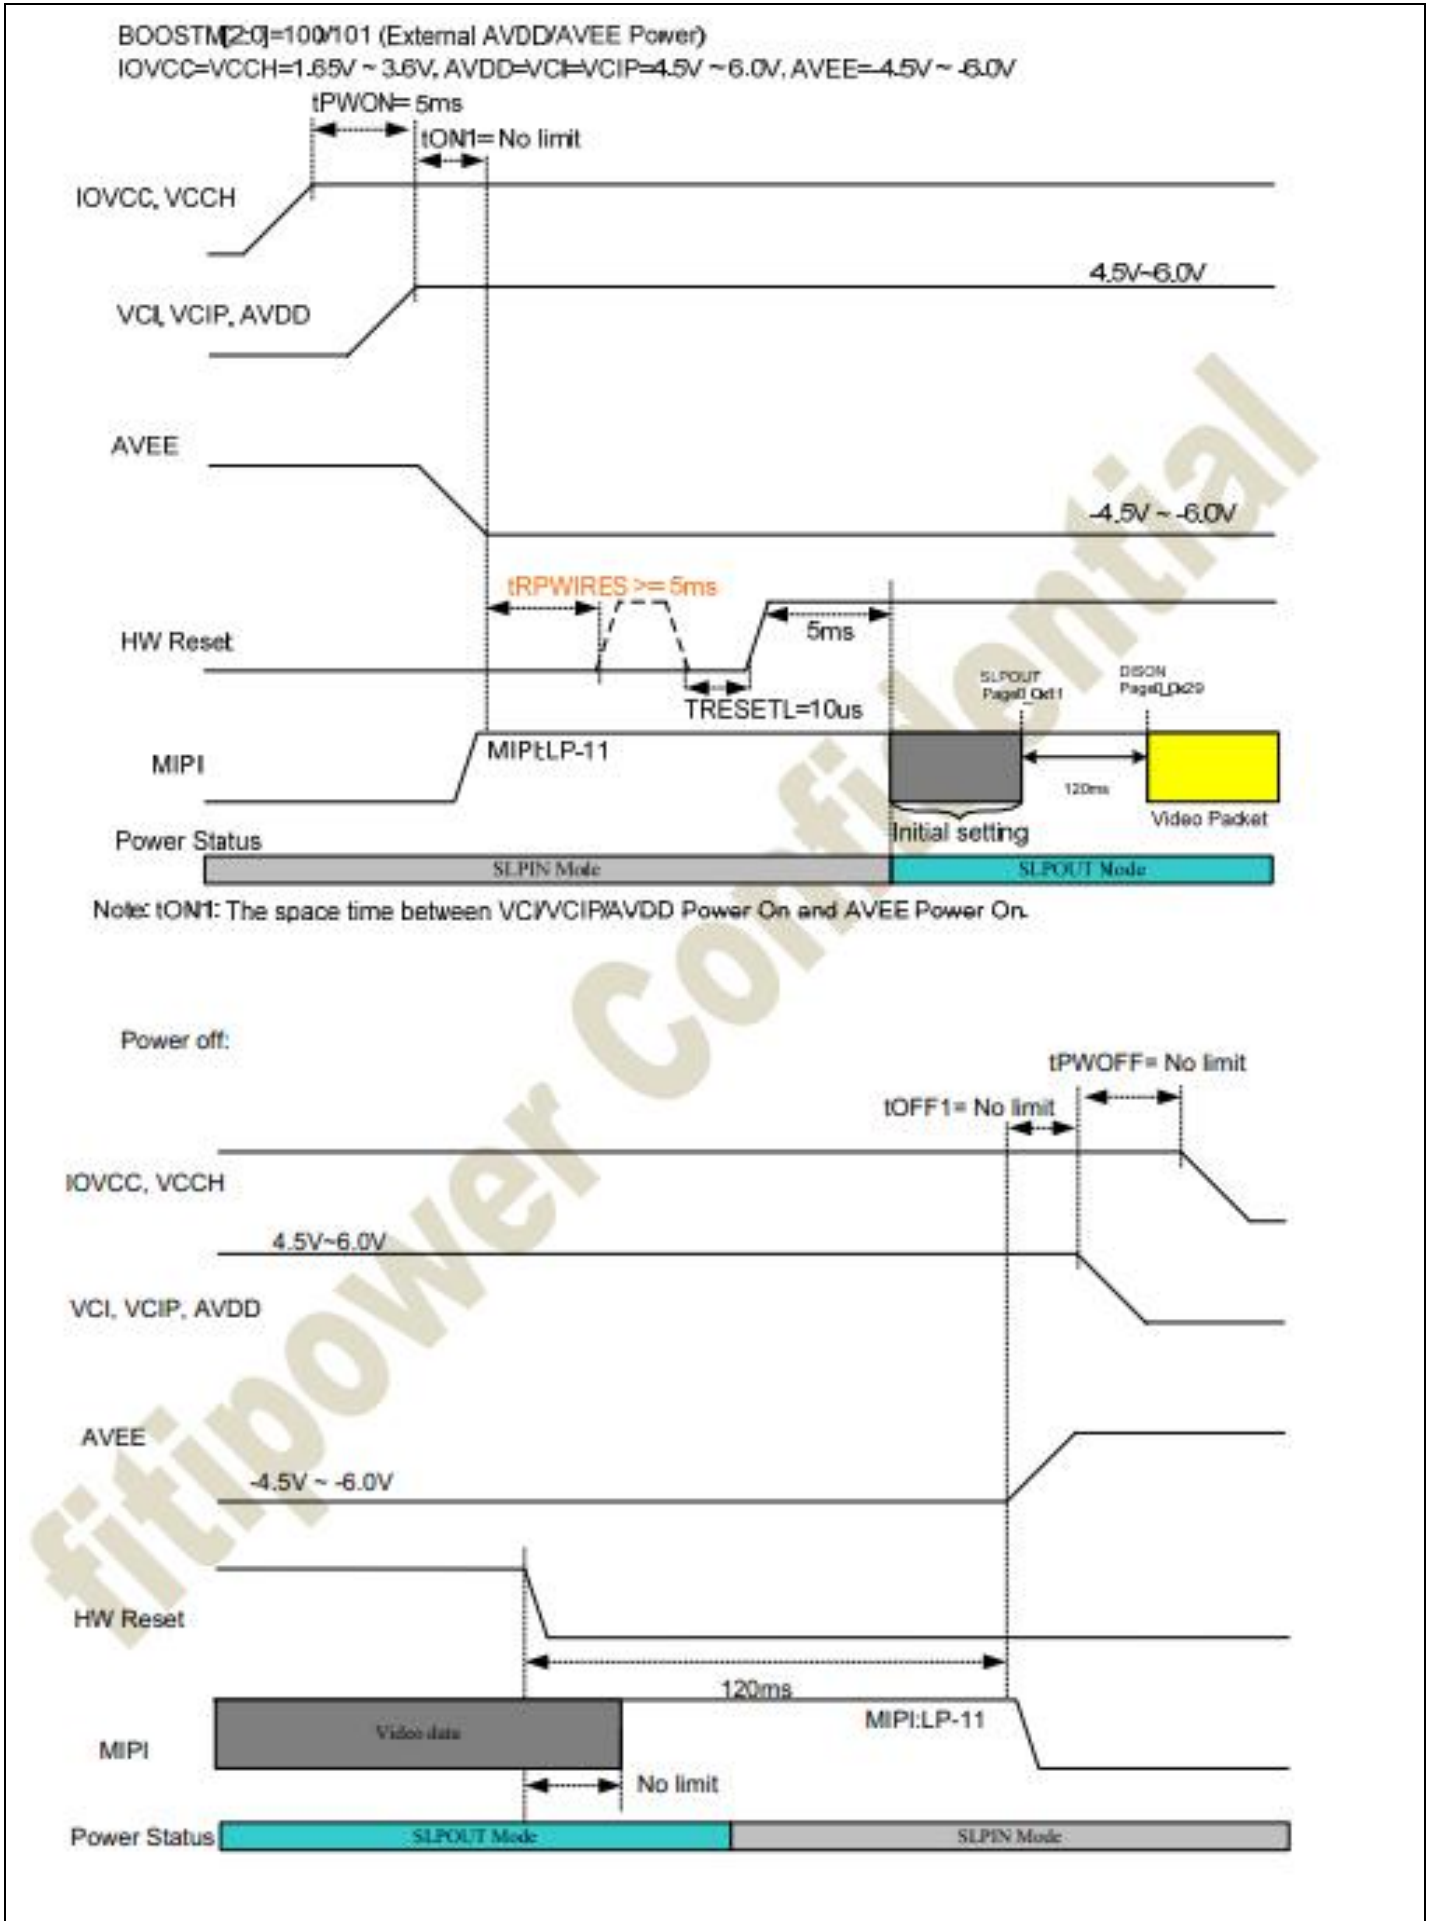 BOOSTM[2:0]=100/101 (External AVDD/AVEE Power)
IOVCC=VCCH=1.65V ~ 3.6V, AVDD=VCI=VCIP=4.5V ~6.0V, AVEE=-4.5V ~ -6.0V
tPWON= 5ms
tON1= No limit
IOVCC, VCCH
4.5V~6.0V
VCI, VCIP, AVDD
AVEE
-4.5V ~ -6.0V
tRPWIRES >= 5ms
5ms
HW Reset
SLPOUT
Page0_0x11
DISON
Page0_0x29
TRESETL=10us
MIPI:LP-11
MIPI
120ms
Initial setting
Video Packet
Power Status
SLPIN Mode
SLPOUT Node
Note: tON1: The space time between VCI/VCIP/AVDD Power On and AVEE Power On.
Power off:
tPWOFF= No limit
tOFF1= No limit
IOVCC, VCCH
4.5V~6.0V
VCI, VCIP, AVDD
AVEE
-4.5V ~ -6.0V
HW Reset
120ms
MIPI:LP-11
Video data
MIPI
No limit
Power Status
SLPOUT Mode
SLPIN Mode
fitipower Confidential